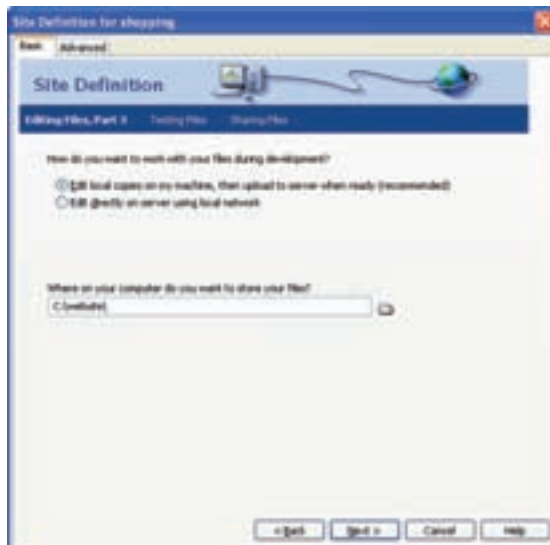 Site Definition for shopping
Basic Advanced
Site Definition
Editing Files, Part 3 Testing Files Sharing Files
How do you want to work with your files during development?
Edit local copies on my machine, then upload to server when ready (recommended)
Edit directly on server using local network
Where on your computer do you want to store your files?
C:\website\
< Back Next > Cancel Help